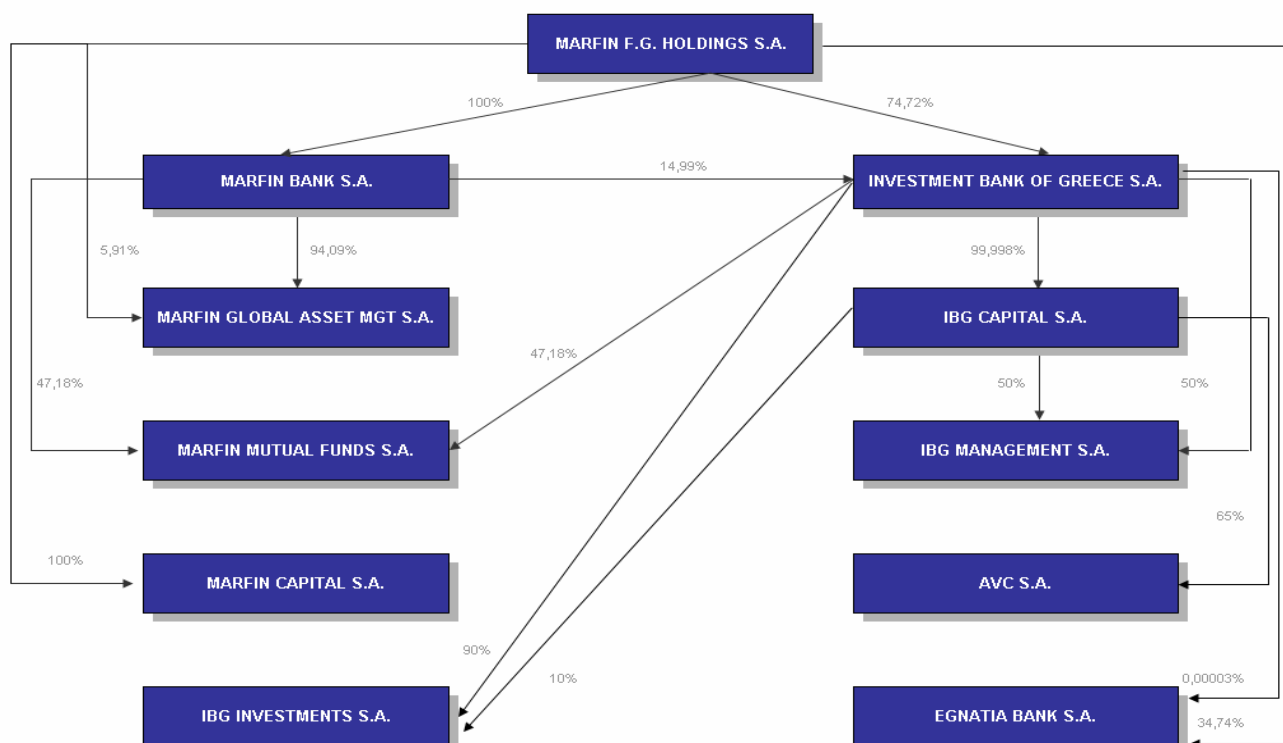 MARFIN F.G. HOLDINGS S.A.
100%
74,72%
MARFIN BANK S.A.
14,99%
INVESTMENT BANK OF GREECE S.A.
5,91%
94,09%
99,998%
MARFIN GLOBAL ASSET MGT S.A.
IBG CAPITAL S.A.
47,18%
47,18%
50%
50%
MARFIN MUTUAL FUNDS S.A.
IBG MANAGEMENT S.A.
65%
100%
MARFIN CAPITAL S.A.
AVC S.A.
90%
10%
0,00003%
IBG INVESTMENTS S.A.
EGNATIA BANK S.A.
34,74%